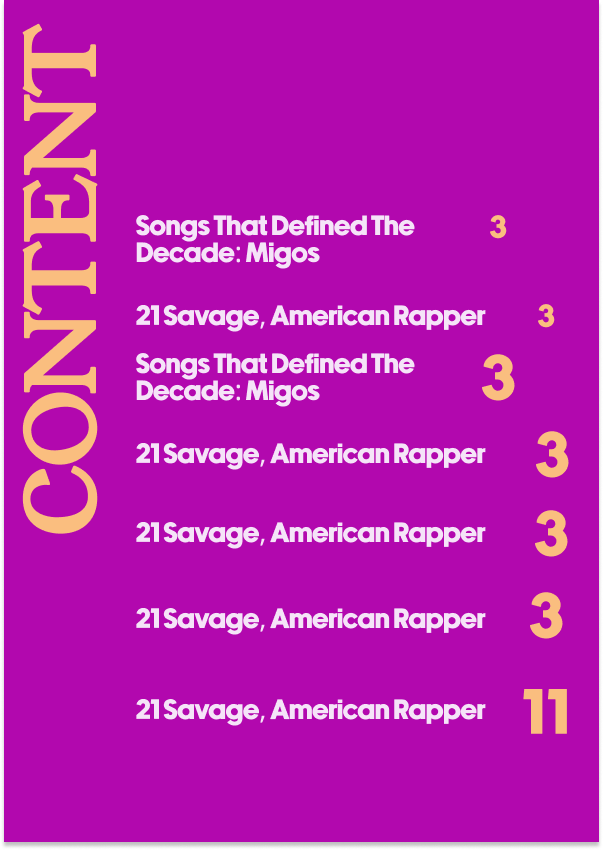 CONTENT
Songs That Defined The 3
Decade: Migos
21 Savage, American Rapper 3
Songs That Defined The 3
Decade: Migos
21 Savage, American Rapper 3
21 Savage, American Rapper 3
21 Savage, American Rapper 3
21 Savage, American Rapper 11